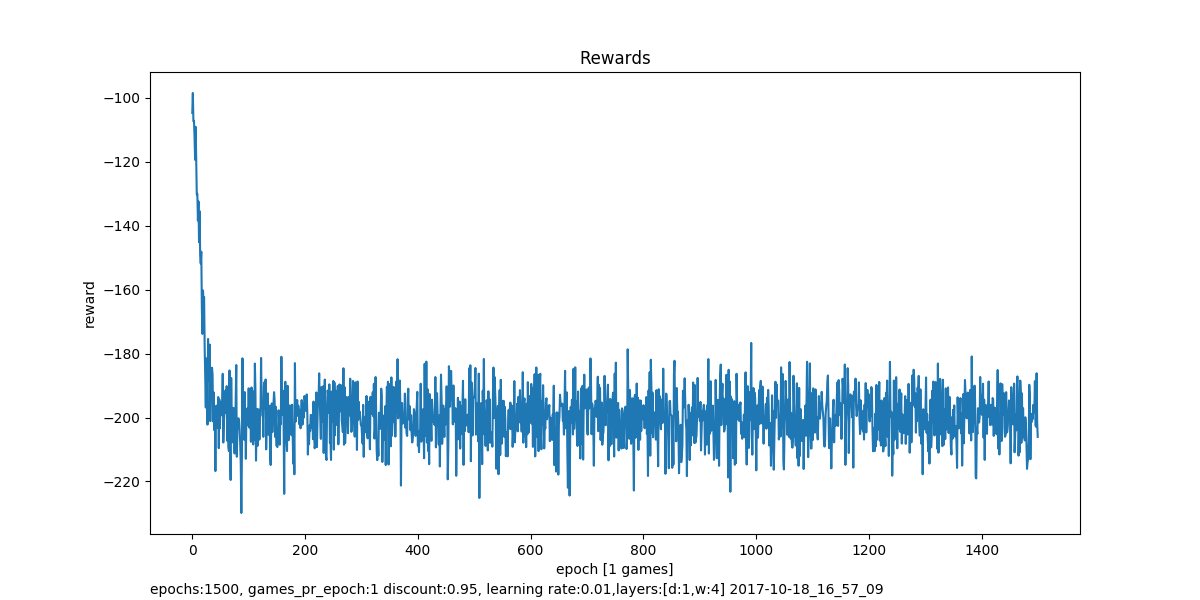 Rewards
−100
−120
−140
−160
−180
−200
−220
reward
0 200 400 600 800 1000 1200 1400
epoch [1 games]
epochs:1500, games_pr_epoch:1 discount:0.95, learning rate:0.01,layers:[d:1,w:4] 2017-10-18_16_57_09